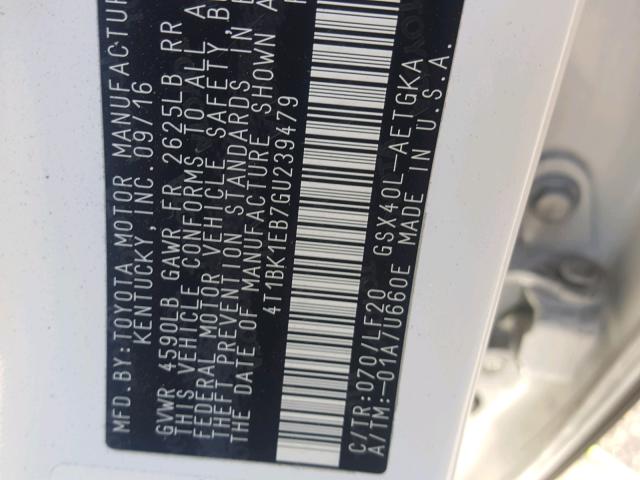 MFD.BY:TOYOTA MOTOR MANUFACTUR
KENTUCKY,INC.09/16
GVWR 4590LB GAWR FR 2625LB RR
THIS VEHICLE CONFORMS TO ALL A
FEDERAL MOTOR VEHICLE SAFETY,B
THEFT PREVENTION STANDARDS IN E
THE DATE OF MANUFACTURE SHOWN A
4T1BK1EB7GU239479
C/TR:070/LF20 GSX40L-AETGKA
A/TM:-01A/U660E MADE IN U.S.A.